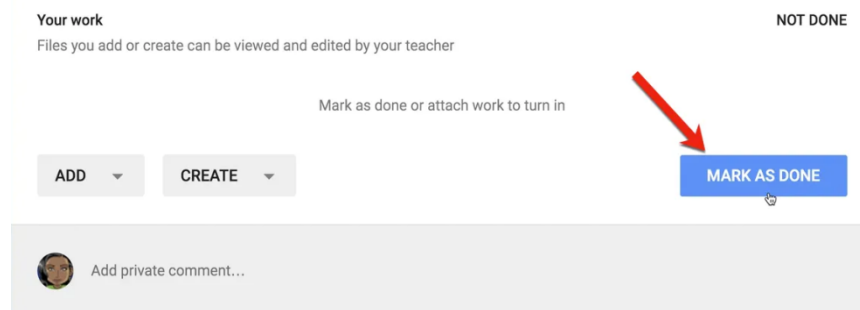 Your work
NOT DONE
Files you add or create can be viewed and edited by your teacher
Mark as done or attach work to turn in
ADD
CREATE
MARK AS DONE
Add private comment...